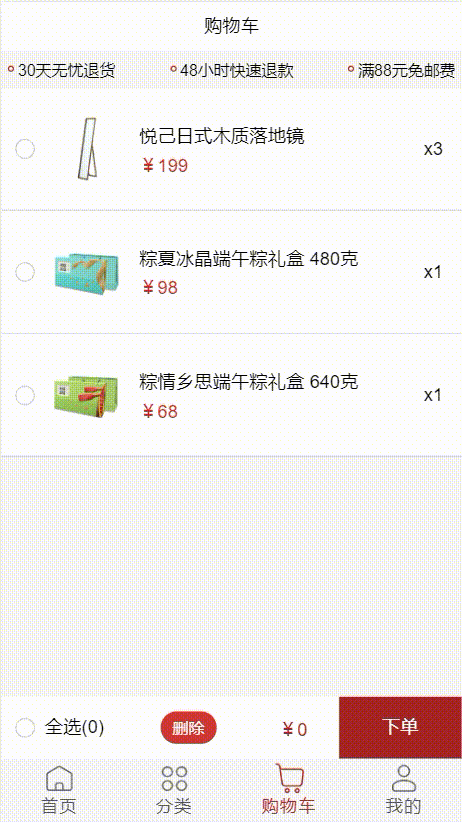 购物车
30天无忧退货 48小时快速退款 满88元免邮费
悦己日式木质落地镜
￥199
x3
粽夏冰晶端午粽礼盒 480克
￥98
x1
粽情乡思端午粽礼盒 640克
￥68
x1
全选(0) 删除 ￥0 下单
首页 分类 购物车 我的